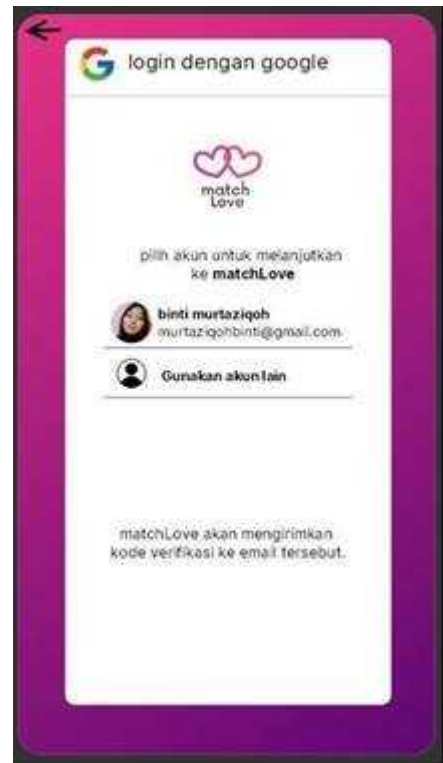 login dengan google
match
Love
pilih akun untuk melanjutkan
ke matchLove
binti murtaziqoh
murtaziqohbinti@gmail.com
Gunakan akun lain
matchLove akan mengirimkan
kode verifikasi ke email tersebut.